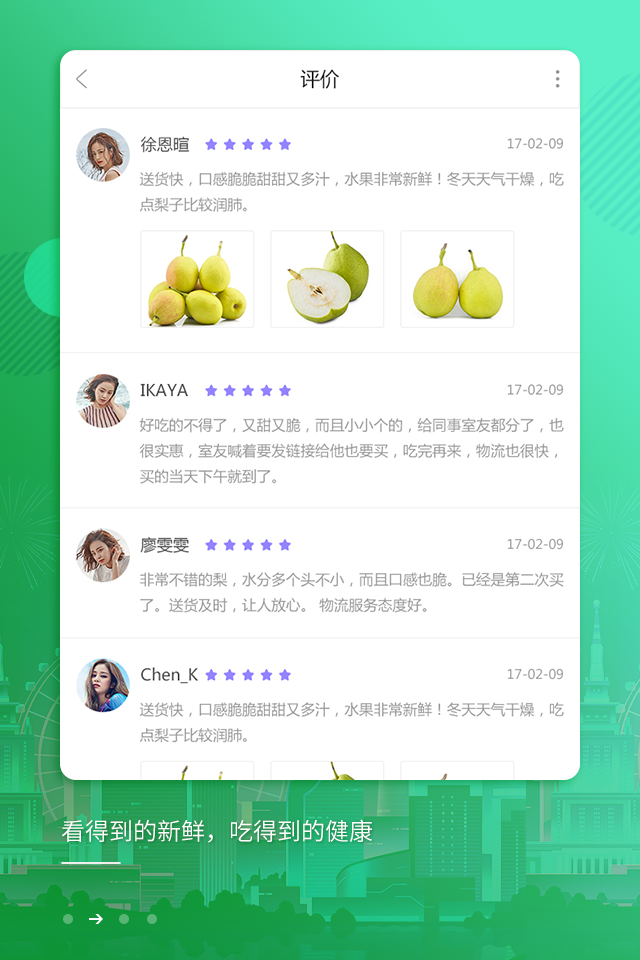 评价
徐恩暄
17-02-09
送货快，口感脆脆甜甜又多汁，水果非常新鲜！冬天天气干燥，吃
点梨子比较润肺。
IKAYA
17-02-09
好吃的不得了，又甜又脆，而且小小个的，给同事室友都分了，也
很实惠，室友喊着要发链接给他也要买，吃完再来，物流也很快，
买的当天下午就到了。
廖雯雯
17-02-09
非常不错的梨，水分多个头不小，而且口感也脆。已经是第二次买
了。送货及时，让人放心。 物流服务态度好。
Chen_K
17-02-09
送货快，口感脆脆甜甜又多汁，水果非常新鲜！冬天天气干燥，吃
点梨子比较润肺。
看得到的新鲜，吃得到的健康